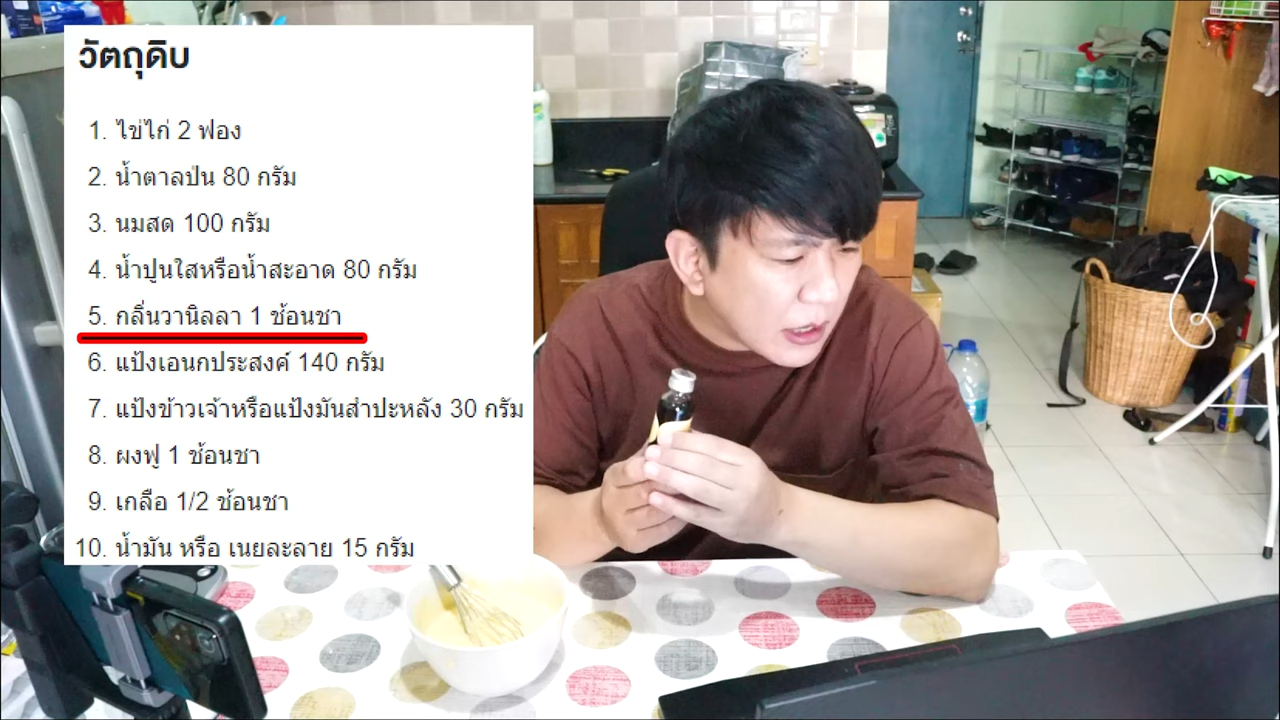 วัตถุดิบ
1. ไข่ไก่ 2 ฟอง
2. น้ำตาลป่น 80 กรัม
3. นมสด 100 กรัม
4. น้ำปูนใสหรือน้ำสะอาด 80 กรัม
5. กลิ่นวานิลลา 1 ช้อนชา
6. แป้งเอนกประสงค์ 140 กรัม
7. แป้งข้าวเจ้าหรือแป้งมันสำปะหลัง 30 กรัม
8. ผงฟู 1 ช้อนชา
9. เกลือ 1/2 ช้อนชา
10. น้ำมัน หรือ เนยละลาย 15 กรัม